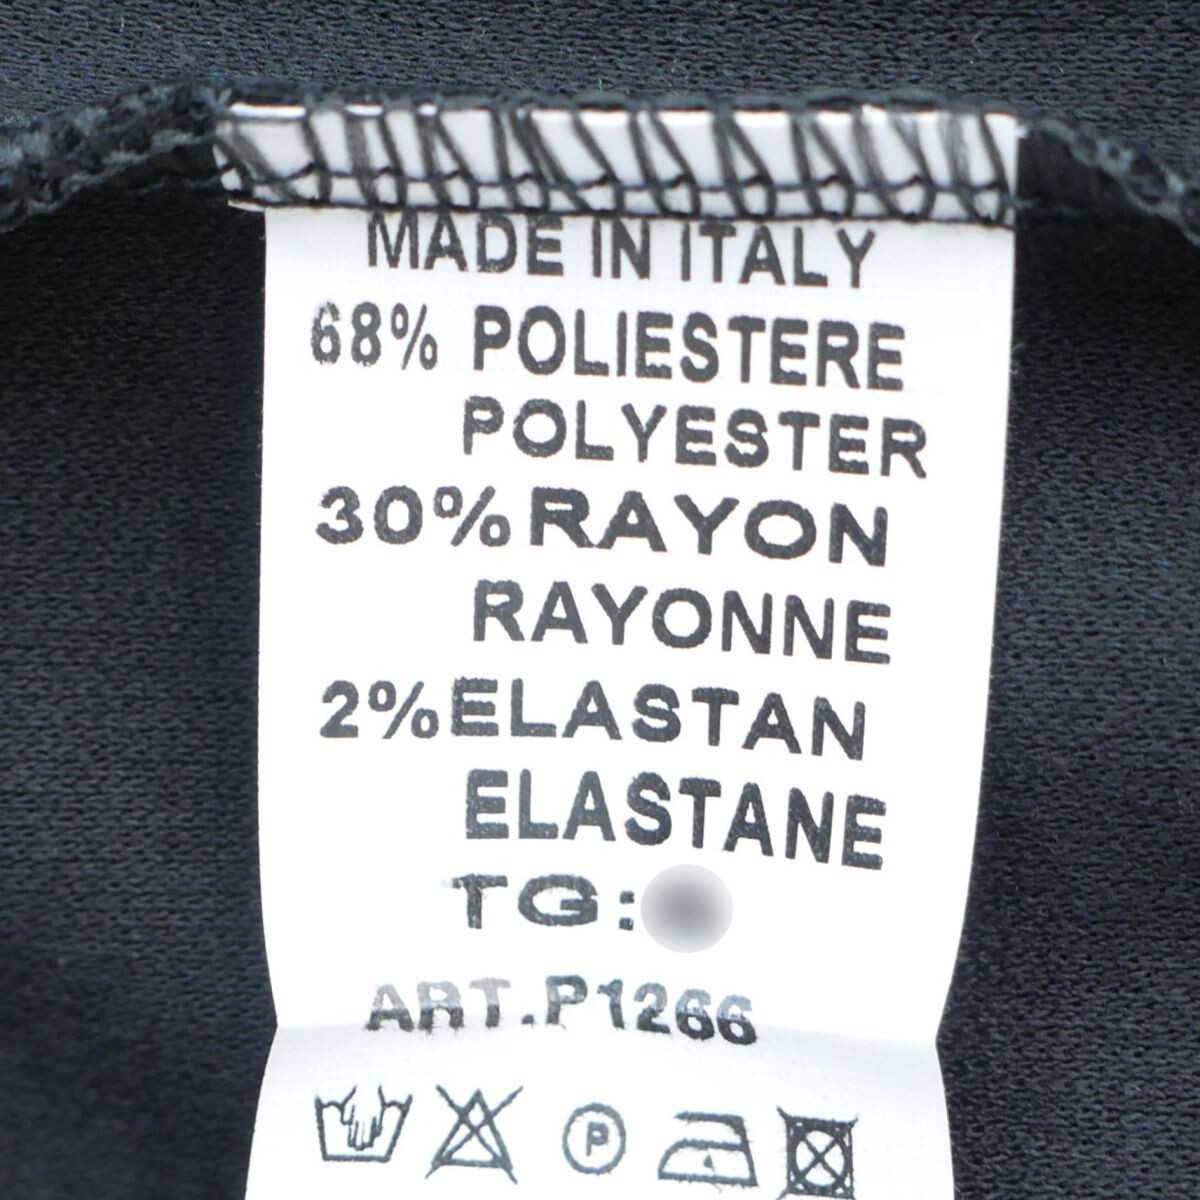 MADE IN ITALY
68% POLIESTERE
POLYESTER
30% RAYON
RAYONNE
2% ELASTAN
ELASTANE
TG:
ART.P1266
P